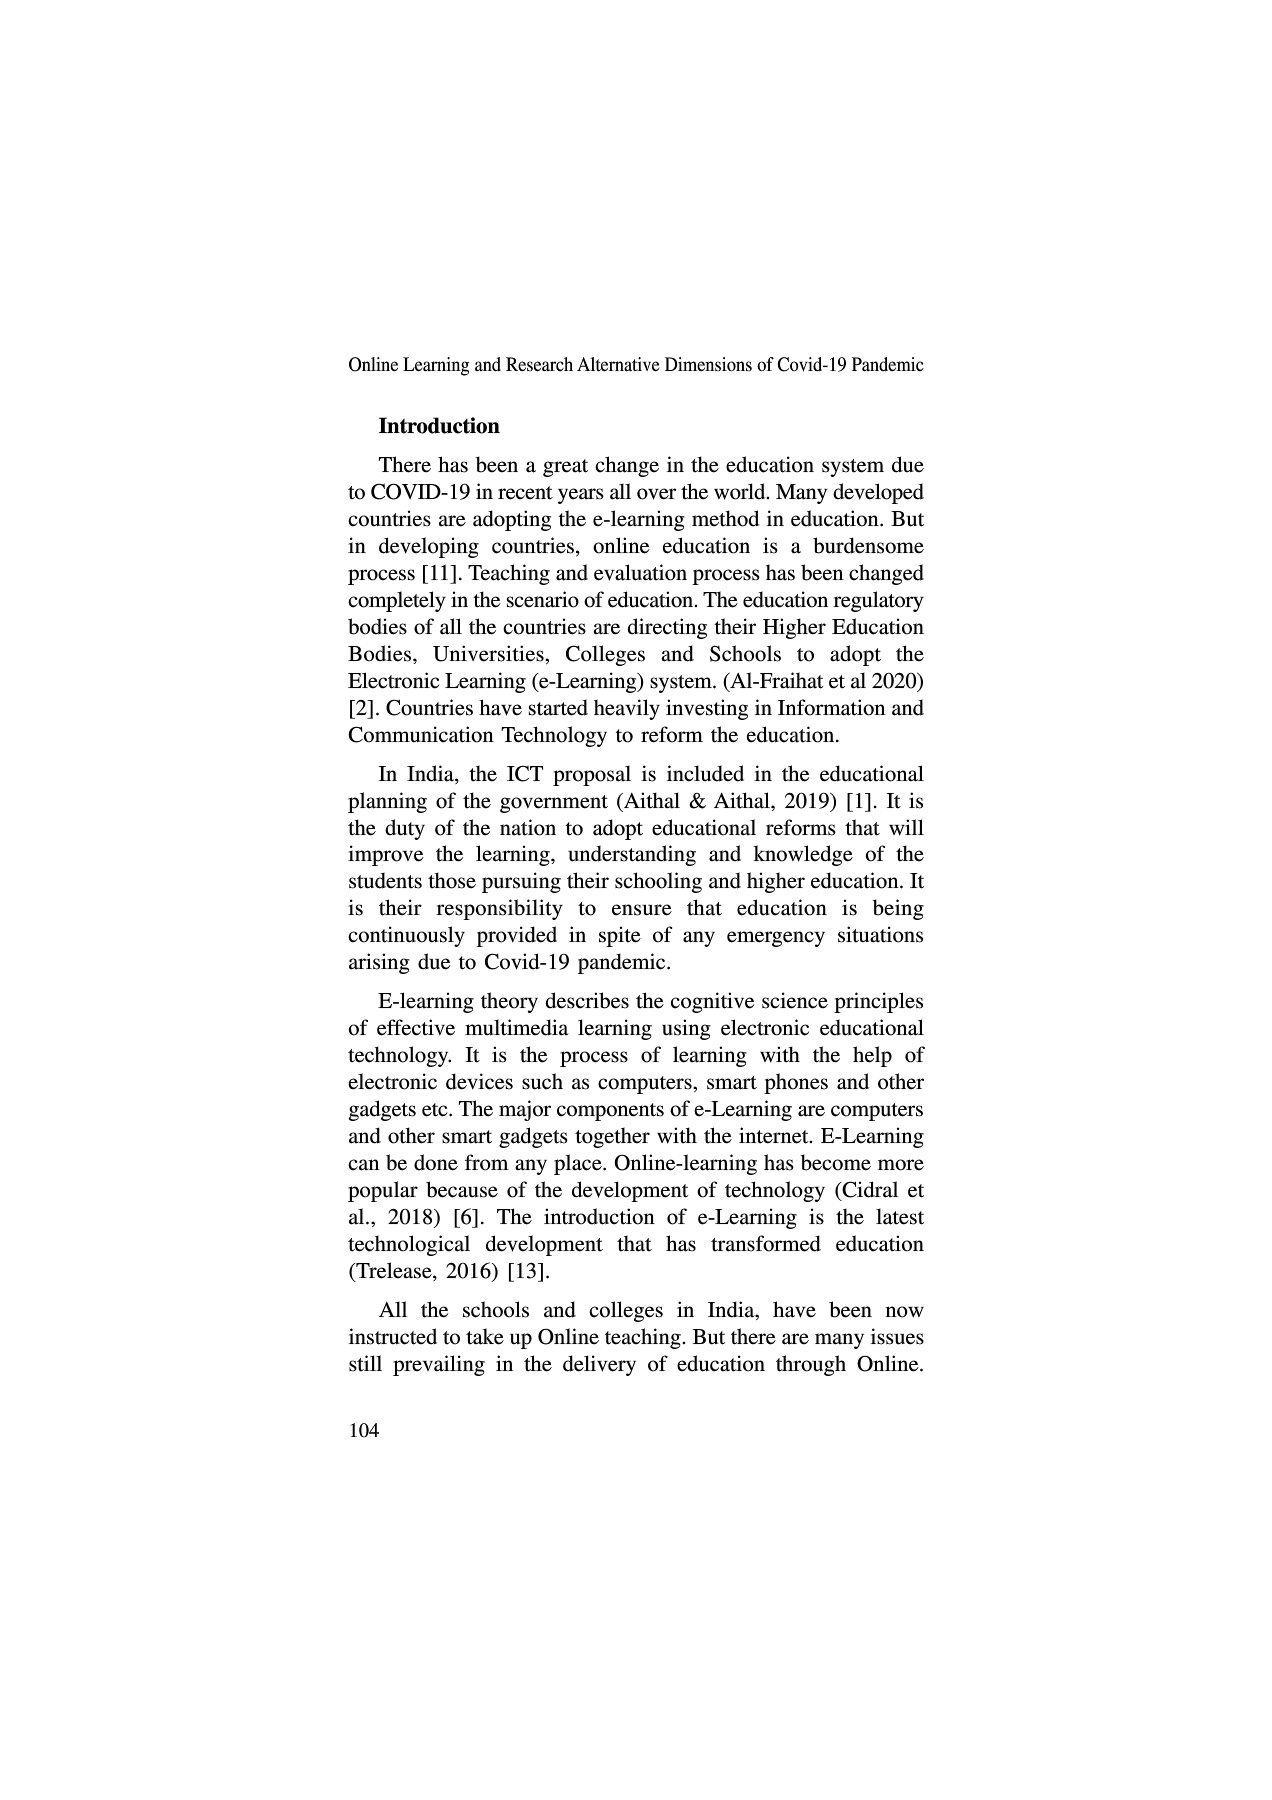 Online Learning and Research Alternative Dimensions of Covid-19 Pandemic
Introduction
There has been a great change in the education system due
to COVID-19 in recent years all over the world. Many developed
countries are adopting the e-learning method in education. But
in developing countries, online education is a burdensome
process [11]. Teaching and evaluation process has been changed
completely in the scenario of education. The education regulatory
bodies of all the countries are directing their Higher Education
Bodies, Universities, Colleges and Schools to adopt the
Electronic Learning (e-Learning) system. (Al-Fraihat et al 2020)
[2]. Countries have started heavily investing in Information and
Communication Technology to reform the education.
In India, the ICT proposal is included in the educational
planning of the government (Aithal & Aithal, 2019) [1]. It is
the duty of the nation to adopt educational reforms that will
improve the learning, understanding and knowledge of the
students those pursuing their schooling and higher education. It
is their responsibility to ensure that education is being
continuously provided in spite of any emergency situations
arising due to Covid-19 pandemic.
E-learning theory describes the cognitive science principles
of effective multimedia learning using electronic educational
technology. It is the process of learning with the help of
electronic devices such as computers, smart phones and other
gadgets etc. The major components of e-Learning are computers
and other smart gadgets together with the internet. E-Learning
can be done from any place. Online-learning has become more
popular because of the development of technology (Cidral et
al., 2018) [6]. The introduction of e-Learning is the latest
technological development that has transformed education
(Trelease, 2016) [13].
All the schools and colleges in India, have been now
instructed to take up Online teaching. But there are many issues
still prevailing in the delivery of education through Online.
104